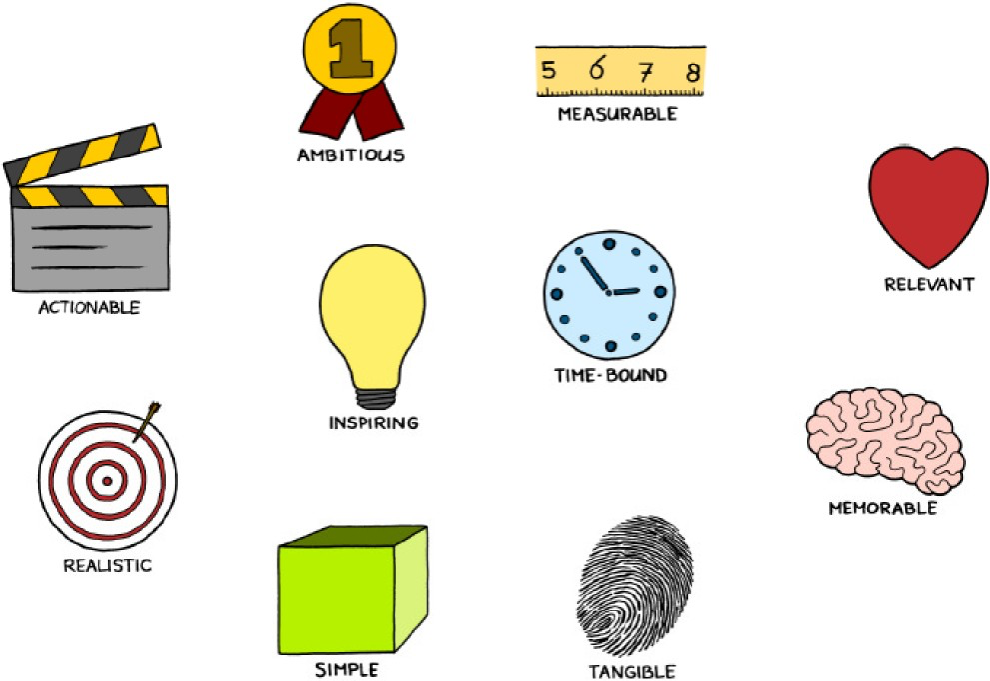 1
AMBITIOUS
5 6 7 8
MEASURABLE
ACTIONABLE
RELEVANT
INSPIRING
TIME-BOUND
MEMORABLE
REALISTIC
SIMPLE
TANGIBLE